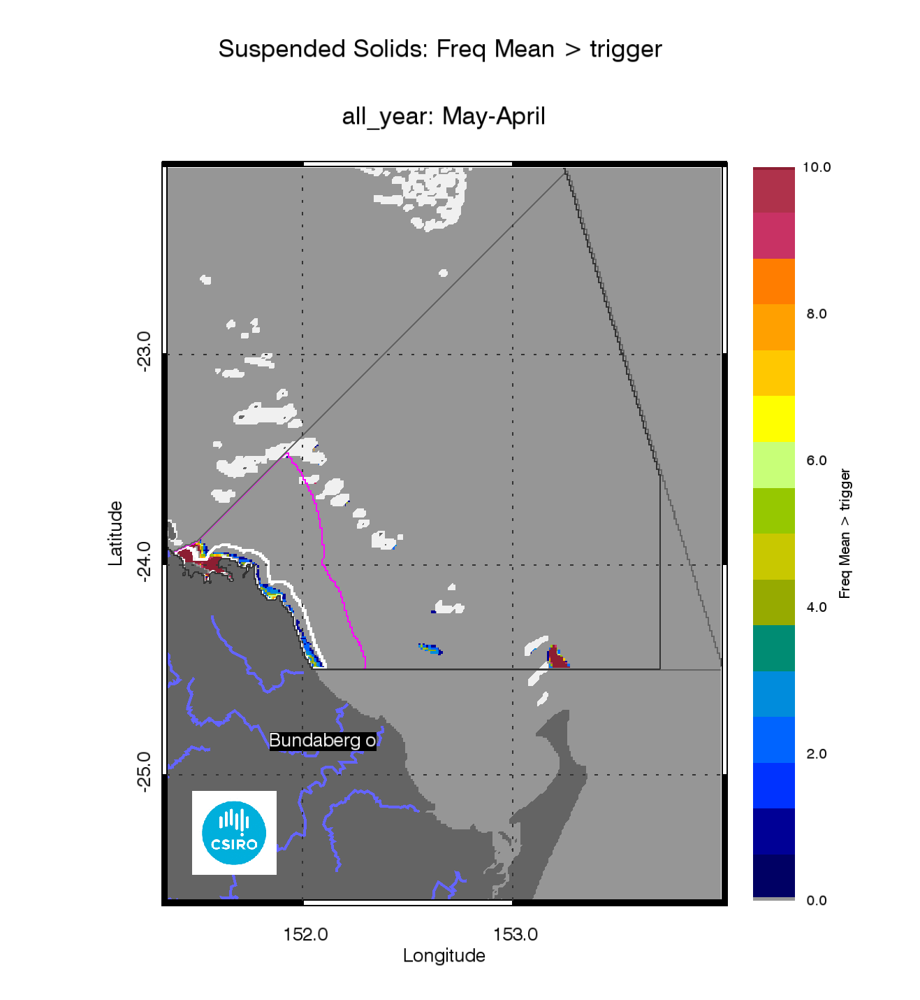 Suspended Solids: Freq Mean > trigger
all_year: May-April
10.0
8.0
6.0
4.0
2.0
0.0
Freq Mean > trigger
-23.0
-24.0
-25.0
Latitude
Bundaberg o
CSIRO
152.0 153.0
Longitude